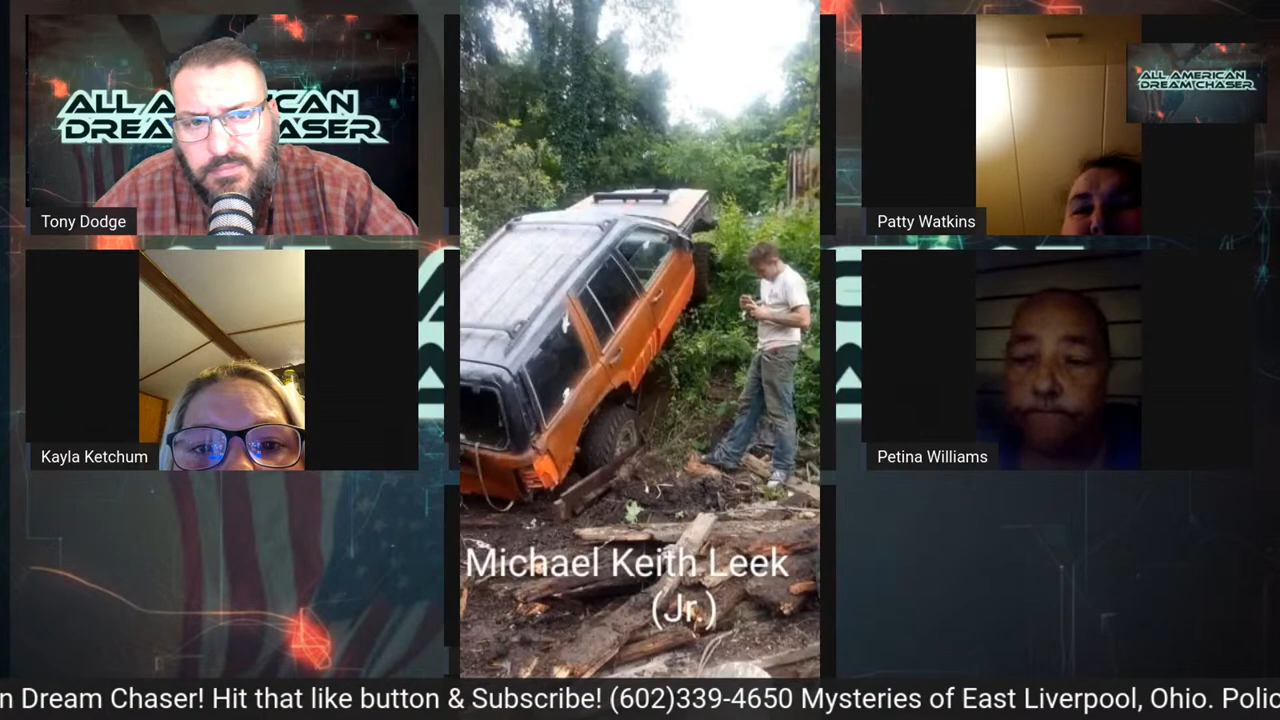 ALL AMERICAN
DREAM CHASER
Tony Dodge
ALL AMERICAN
DREAM CHASER
Patty Watkins
Kayla Ketchum
Petina Williams
Michael Keith Leek
(Jr.)
n Dream Chaser! Hit that like button & Subscribe! (602)339-4650 Mysteries of East Liverpool, Ohio. Polic